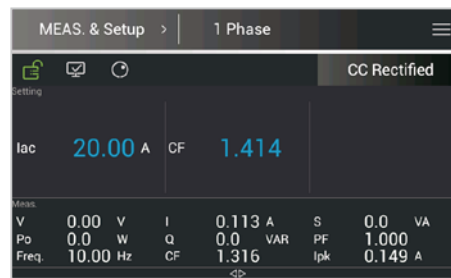 MEAS. & Setup > 1 Phase
CC Rectified
Setting
Iac 20.00 A CF 1.414
Meas.
V 0.00 V I 0.113 A S 0.0 VA
Po 0.0 W Q 0.0 VAR PF 1.000
Freq. 10.00 Hz CF 1.316 Ipk 0.149 A